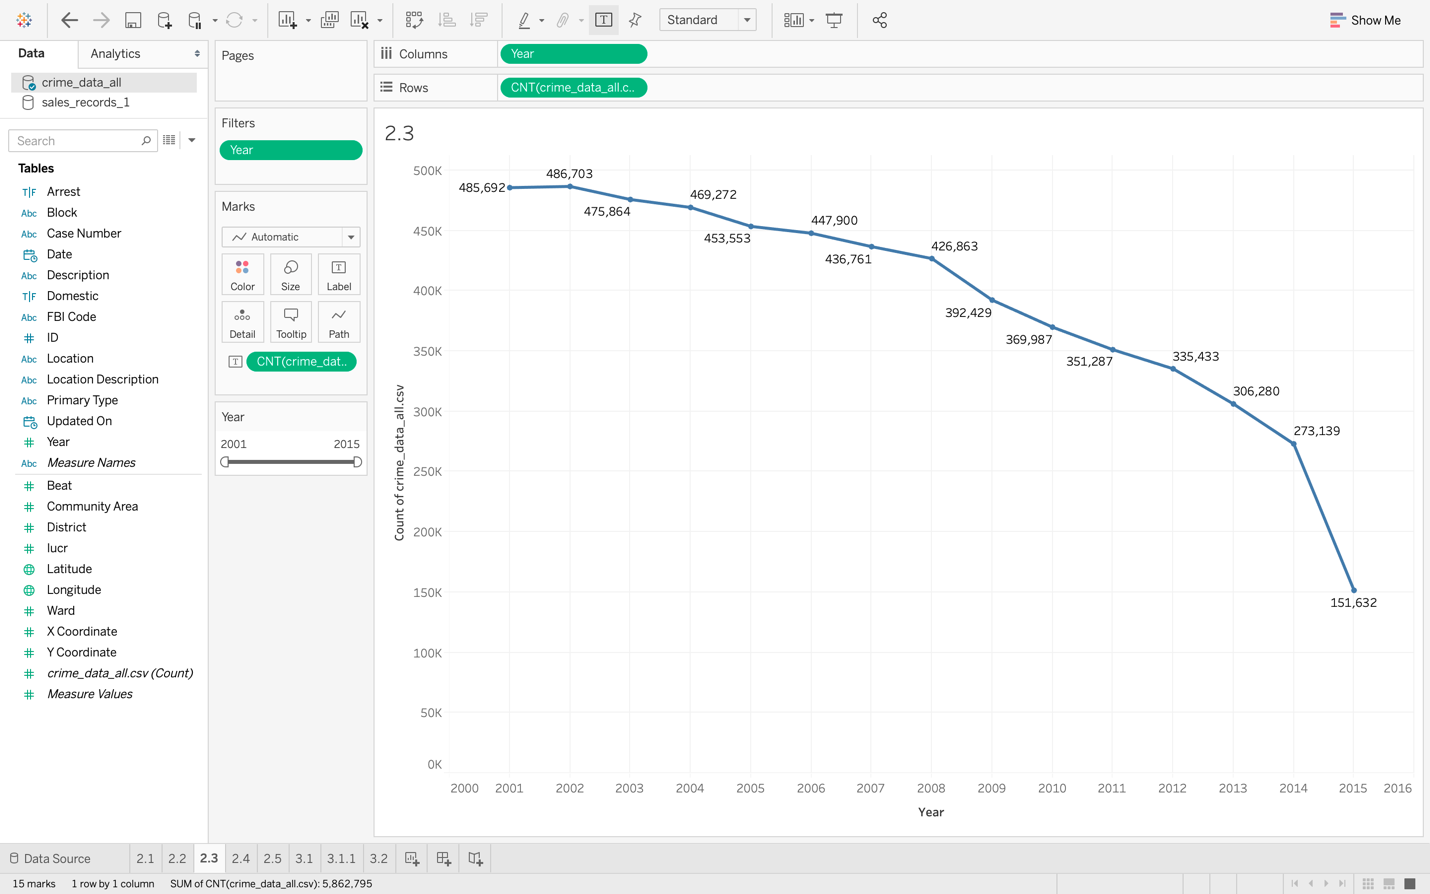 Standard
Show Me
Data
Analytics
crime_data_all
sales_records_1
Search
Tables
T|F Arrest
Abc Block
Abc Case Number
Date
Abc Description
T|F Domestic
Abc FBI Code
# ID
Abc Location
Abc Location Description
Abc Primary Type
Updated On
# Year
Abc Measure Names
# Beat
# Community Area
# District
# Iucr
Latitude
Longitude
# Ward
# X Coordinate
# Y Coordinate
# crime_data_all.csv (Count)
# Measure Values
Pages
Filters
Year
Marks
Automatic
Color
Size
T
Label
Detail
Tooltip
Path
T
CNT(crime_dat..
Year
2001
2015
Columns
Year
Rows
CNT(crime_data_all.c..
2.3
500K
450K
400K
350K
300K
250K
200K
150K
100K
50K
0K
Count of crime_data_all.csv
485,692
486,703
475,864
469,272
453,553
447,900
436,761
426,863
392,429
369,987
351,287
335,433
306,280
273,139
151,632
2000
2001
2002
2003
2004
2005
2006
2007
2008
2009
2010
2011
2012
2013
2014
2015
2016
Year
Data Source
2.1
2.2
2.3
2.4
2.5
3.1
3.1.1
3.2
15 marks
1 row by 1 column
SUM of CNT(crime_data_all.csv): 5,862,795